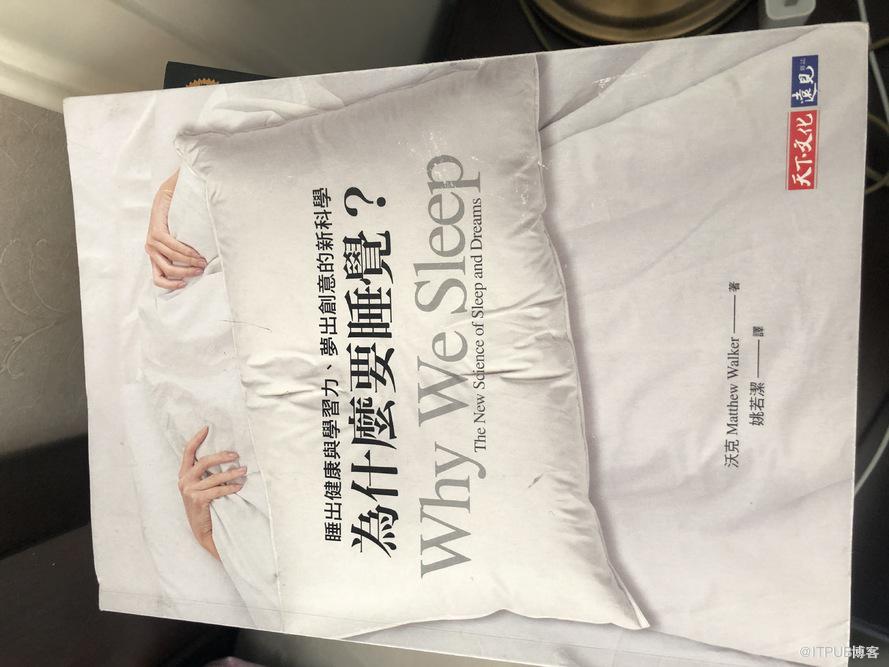 睡出健康與學習力、夢出創意的新科學
為什麼要睡覺？
Why We Sleep
The New Science of Sleep and Dreams
沃克 Matthew Walker —— 著
姚若潔 —— 譯
天下文化
遠見
@ITPUB博客